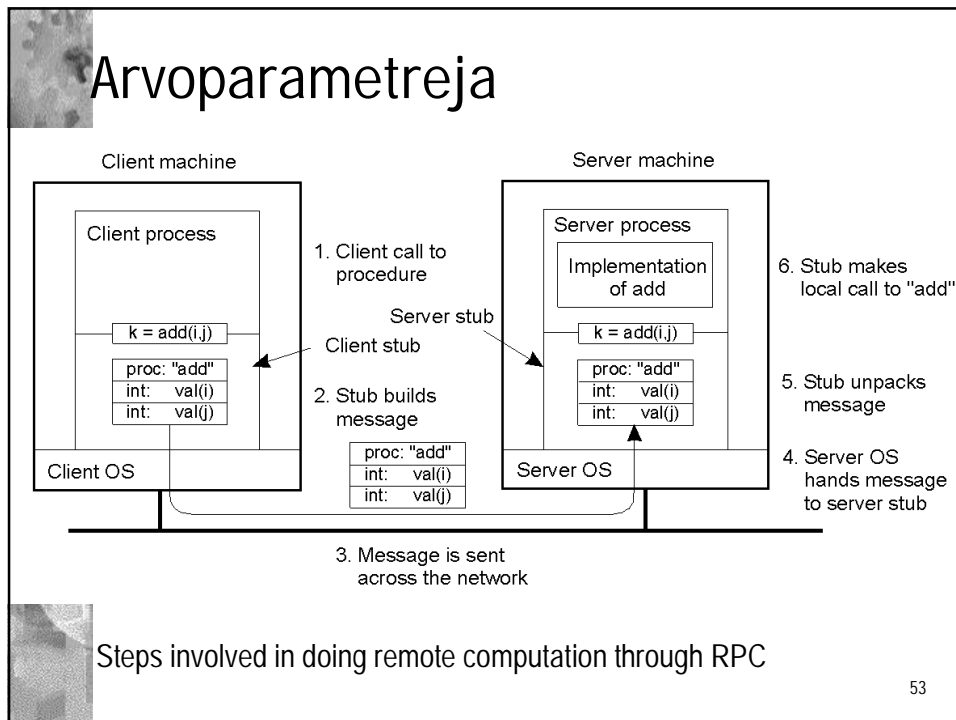 Arvoparametreja
Client machine
Server machine
Client process
1. Client call to
procedure
Server process
Implementation
of add
6. Stub makes
local call to "add"
Server stub
k = add(i,j)
Client stub
k = add(i,j)
proc: "add"
int: val(i)
int: val(j)
2. Stub builds
message
proc: "add"
int: val(i)
int: val(j)
5. Stub unpacks
message
proc: "add"
int: val(i)
int: val(j)
Client OS
Server OS
4. Server OS
hands message
to server stub
3. Message is sent
across the network
Steps involved in doing remote computation through RPC
53